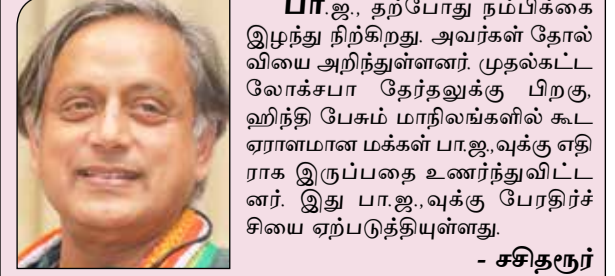 பா.ஜ., தற்போது நம்பிக்கை
இழந்து நிற்கிறது. அவர்கள் தோல்
வியை அறிந்துள்ளனர். முதல்கட்ட
லோக்சபா தேர்தலுக்கு பிறகு,
ஹிந்தி பேசும் மாநிலங்களில் கூட
ஏராளமான மக்கள் பா.ஜ.,வுக்கு எதி
ராக இருப்பதை உணர்ந்துவிட்ட
னர். இது பா.ஜ.,வுக்கு பேரதிர்ச்
சியை ஏற்படுத்தியுள்ளது.
- சசிதரூர்